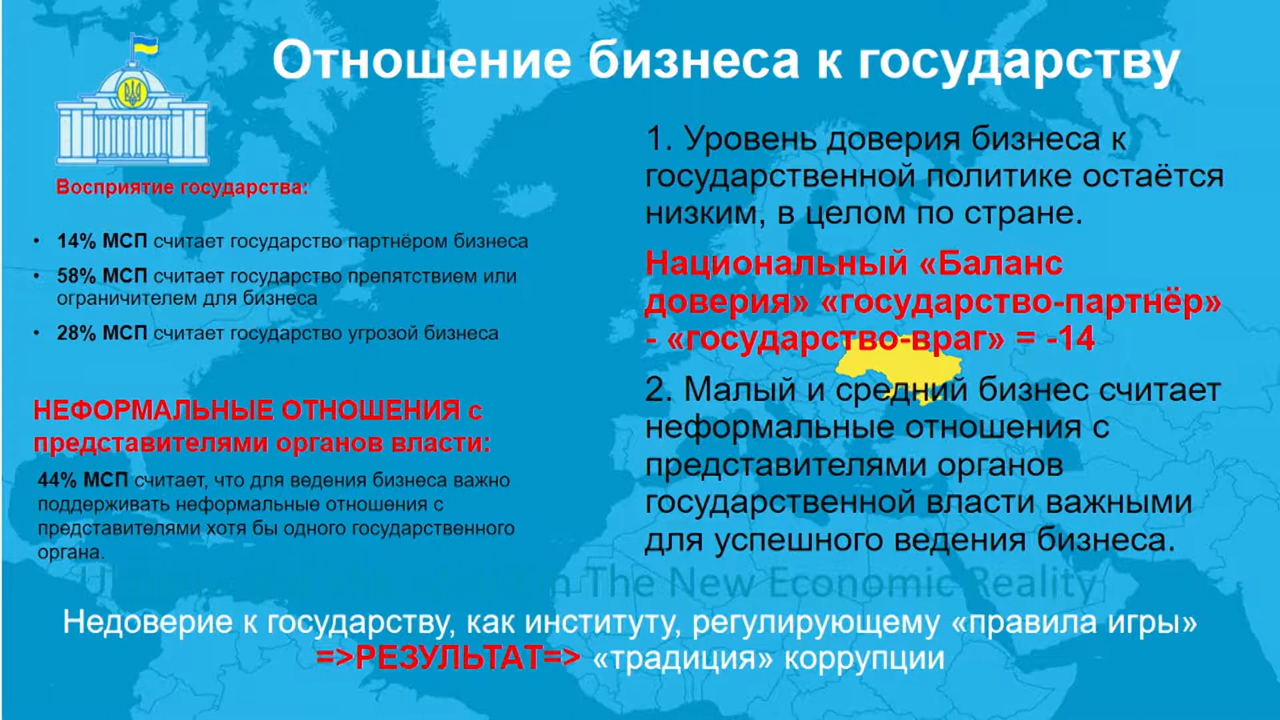 Отношение бизнеса к государству
Восприятие государства:
• 14% МСП считает государство партнёром бизнеса
• 58% МСП считает государство препятствием или
ограничителем для бизнеса
• 28% МСП считает государство угрозой бизнеса
НЕФОРМАЛЬНЫЕ ОТНОШЕНИЯ с
представителями органов власти:
44% МСП считает, что для ведения бизнеса важно
поддерживать неформальные отношения с
представителями хотя бы одного государственного
органа.
1. Уровень доверия бизнеса к
государственной политике остаётся
низким, в целом по стране.
Национальный «Баланс
доверия» «государство-партнёр»
- «государство-враг» = -14
2. Малый и средний бизнес считает
неформальные отношения с
представителями органов
государственной власти важными
для успешного ведения бизнеса.
The New Economic Reality
Недоверие к государству, как институту, регулирующему «правила игры»
=>РЕЗУЛЬТАТ=> «традиция» коррупции